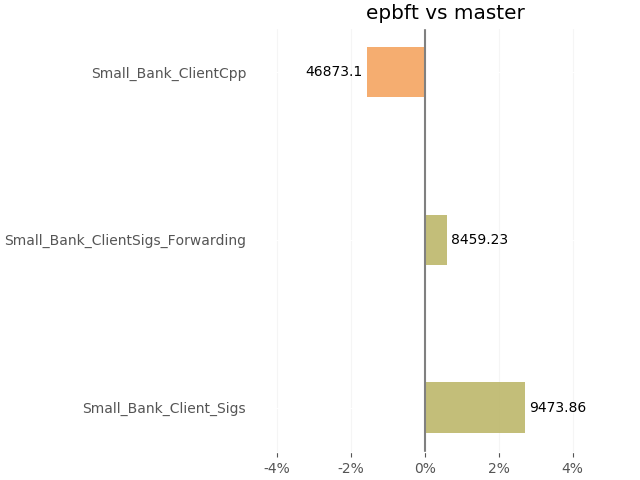 epbft vs master
Small_Bank_ClientCpp
46873.1
Small_Bank_ClientSigs_Forwarding
8459.23
Small_Bank_Client_Sigs
9473.86
-4% -2% 0% 2% 4%